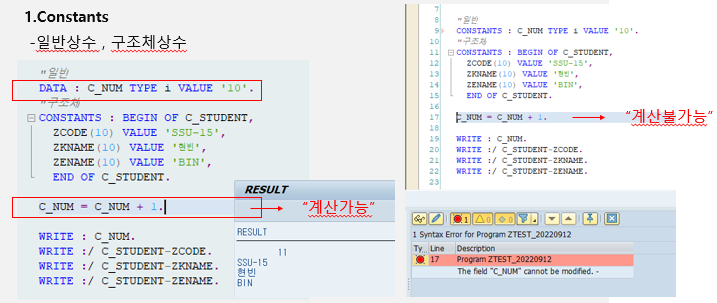 1.Constants
-일반상수 , 구조체상수
"일반
DATA : C_NUM TYPE i VALUE '10'.
"구조체
CONSTANTS : BEGIN OF C_STUDENT,
ZCODE(10) VALUE 'SSU-15',
ZKNAME(10) VALUE '현빈',
ZENAME(10) VALUE 'BIN',
END OF C_STUDENT.
C_NUM = C_NUM + 1.
"계산가능"
WRITE : C_NUM.
WRITE :/ C_STUDENT-ZCODE.
WRITE :/ C_STUDENT-ZKNAME.
WRITE :/ C_STUDENT-ZENAME.
RESULT
RESULT
11
SSU-15
현빈
BIN
7
8 "일반
9 CONSTANTS : C_NUM TYPE i VALUE '10'.
10 "구조체
11 CONSTANTS : BEGIN OF C_STUDENT,
12 ZCODE(10) VALUE 'SSU-15',
13 ZKNAME(10) VALUE '현빈',
14 ZENAME(10) VALUE 'BIN',
15 END OF C_STUDENT.
16
17 C_NUM = C_NUM + 1.
"계산불가능"
18
19 WRITE : C_NUM.
20 WRITE :/ C_STUDENT-ZCODE.
21 WRITE :/ C_STUDENT-ZKNAME.
22 WRITE :/ C_STUDENT-ZENAME.
23
1 0 0
1 Syntax Error for Program ZTEST_20220912
Ty... Line Description
17 Program ZTEST_20220912
The field "C_NUM" cannot be modified. -